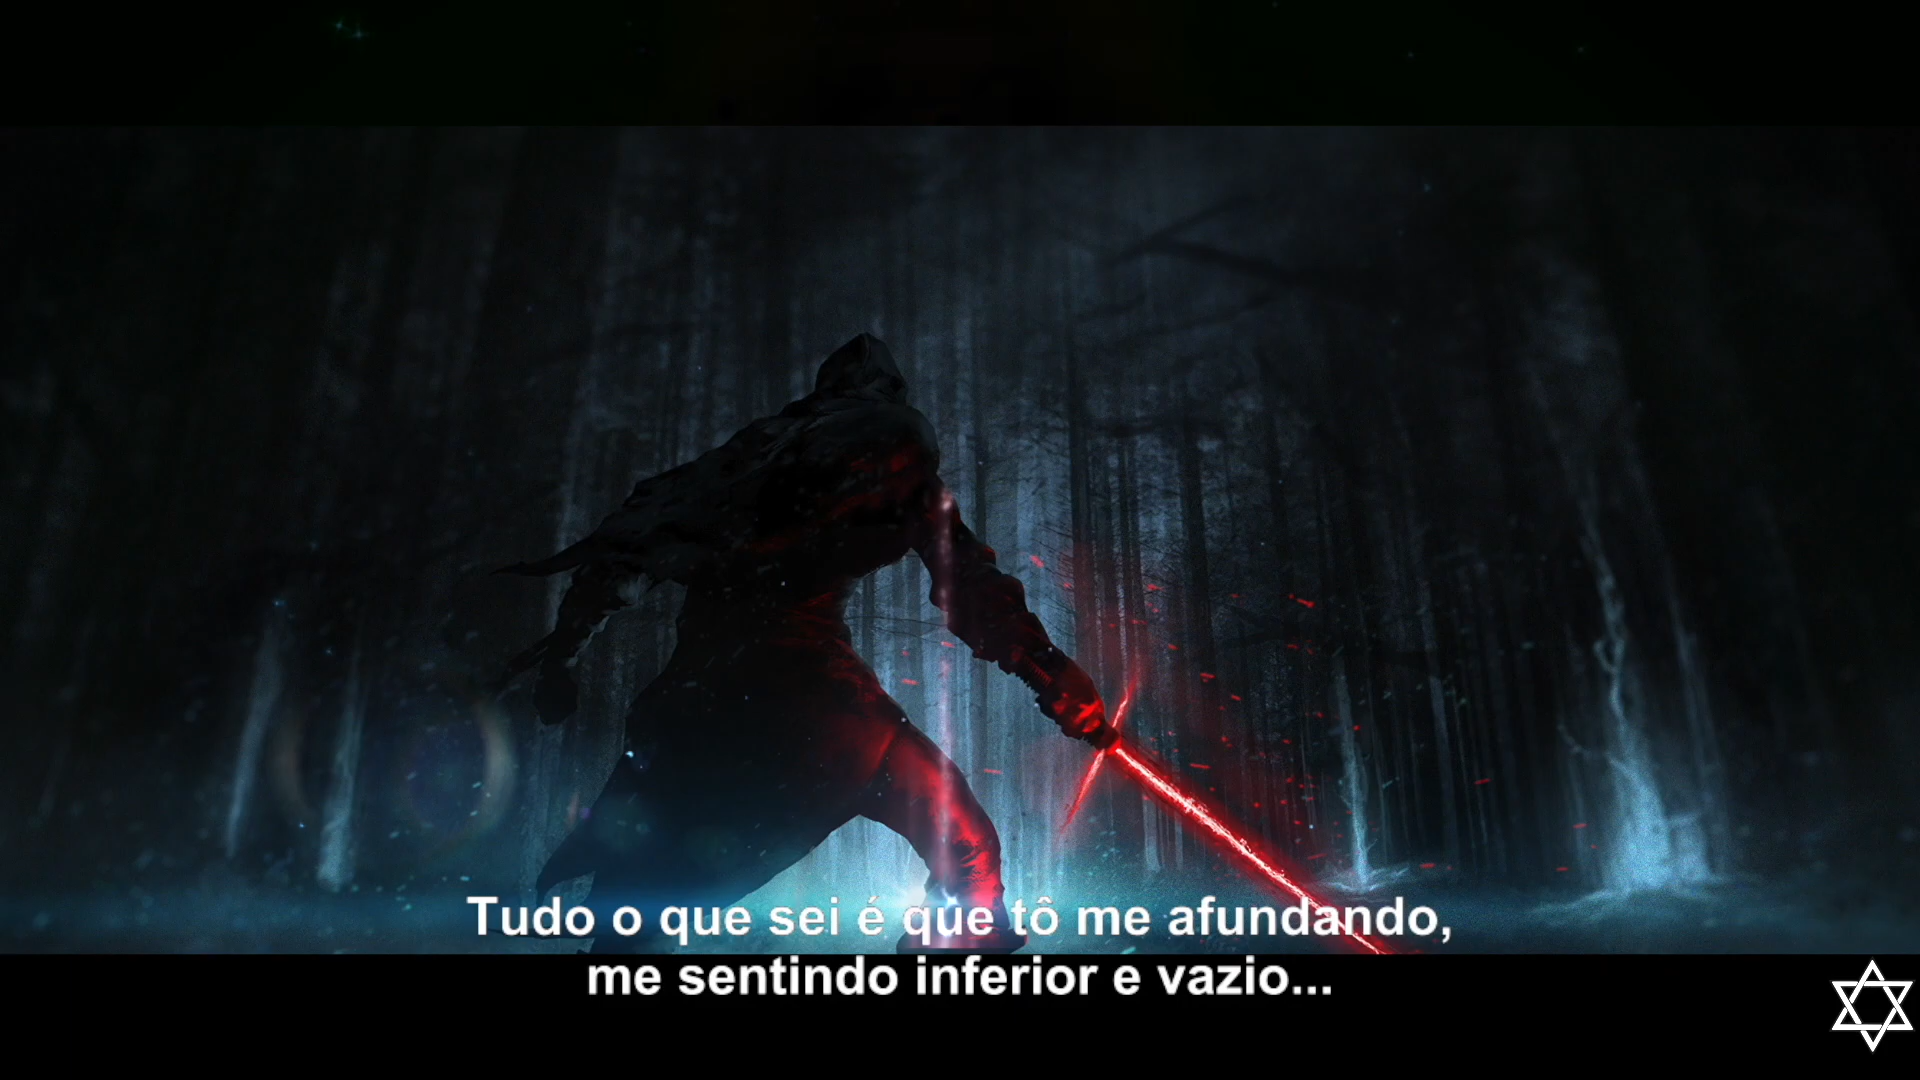 Tudo o que sei é que tô me afundando,
me sentindo inferior e vazio...